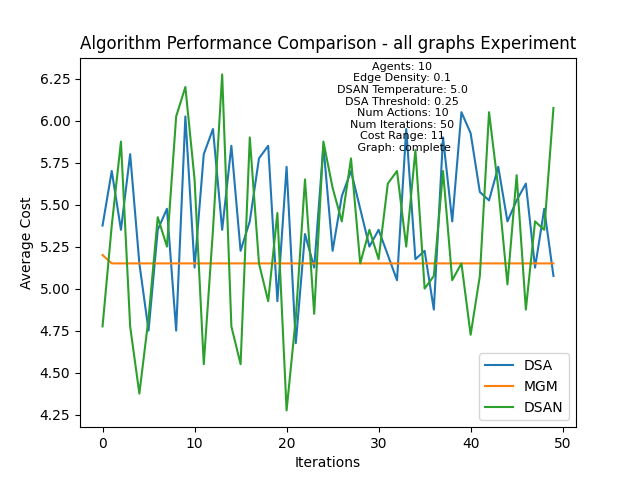 Algorithm Performance Comparison - all graphs Experiment
Agents: 10
Edge Density: 0.1
DSAN Temperature: 5.0
DSA Threshold: 0.25
Num Actions: 10
Num Iterations: 50
Cost Range: 11
Graph: complete
Average Cost
6.25
6.00
5.75
5.50
5.25
5.00
4.75
4.50
4.25
DSA
MGM
DSAN
0 10 20 30 40 50
Iterations